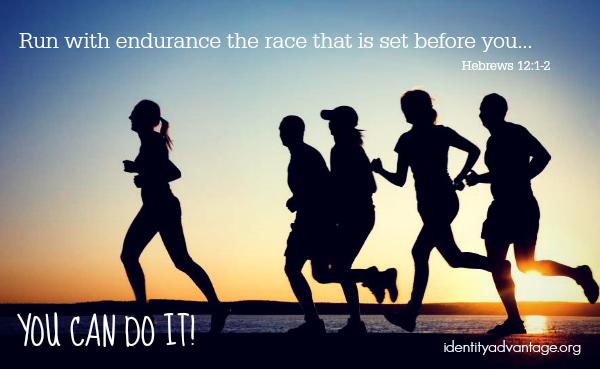 Run with endurance the race that is set before you...
Hebrews 12:1-2
YOU CAN DO IT!
identityadvantage.org